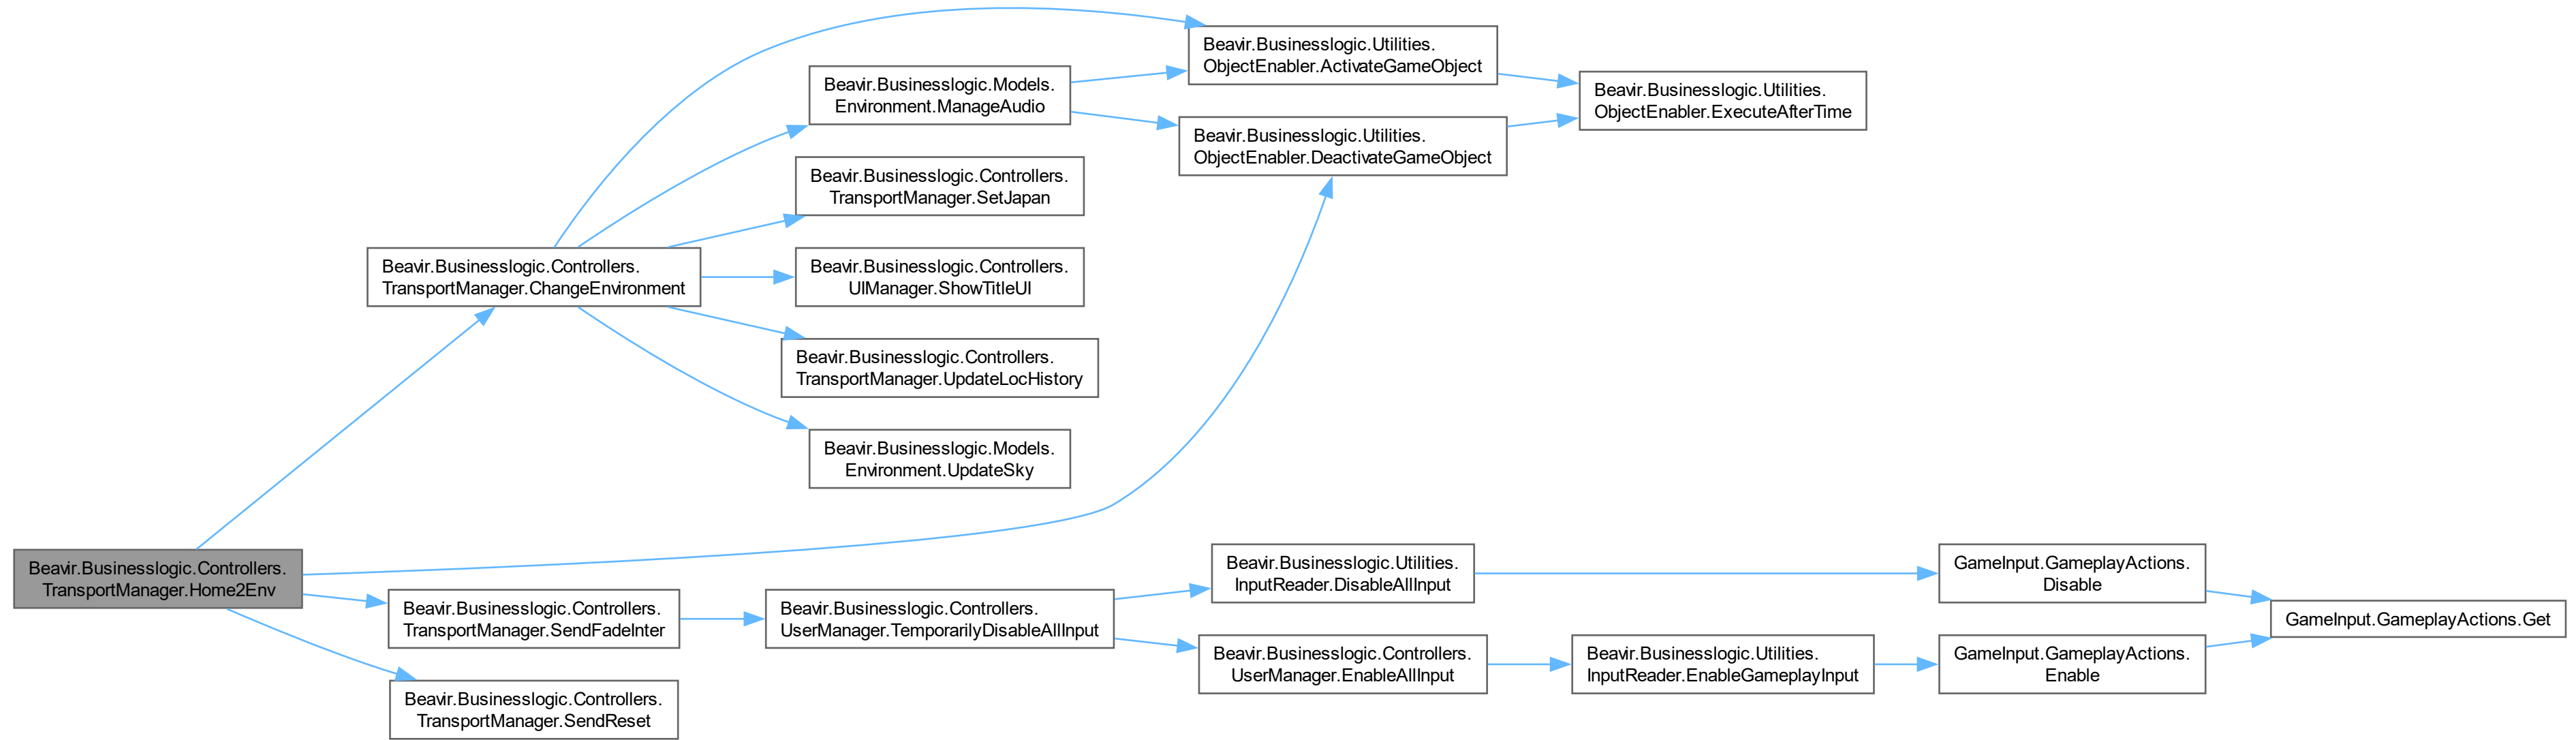 Beavir.Businesslogic.Utilities.
ObjectEnabler.ActivateGameObject
Beavir.Businesslogic.Models.
Environment.ManageAudio
Beavir.Businesslogic.Utilities.
ObjectEnabler.ExecuteAfterTime
Beavir.Businesslogic.Utilities.
ObjectEnabler.DeactivateGameObject
Beavir.Businesslogic.Controllers.
TransportManager.SetJapan
Beavir.Businesslogic.Controllers.
TransportManager.ChangeEnvironment
Beavir.Businesslogic.Controllers.
UIManager.ShowTitleUI
Beavir.Businesslogic.Controllers.
TransportManager.UpdateLocHistory
Beavir.Businesslogic.Models.
Environment.UpdateSky
Beavir.Businesslogic.Controllers.
TransportManager.Home2Env
Beavir.Businesslogic.Utilities.
InputReader.DisableAllInput
GameInput.GameplayActions.
Disable
Beavir.Businesslogic.Controllers.
TransportManager.SendFadeInter
Beavir.Businesslogic.Controllers.
UserManager.TemporarilyDisableAllInput
GameInput.GameplayActions.Get
Beavir.Businesslogic.Controllers.
UserManager.EnableAllInput
Beavir.Businesslogic.Utilities.
InputReader.EnableGameplayInput
GameInput.GameplayActions.
Enable
Beavir.Businesslogic.Controllers.
TransportManager.SendReset